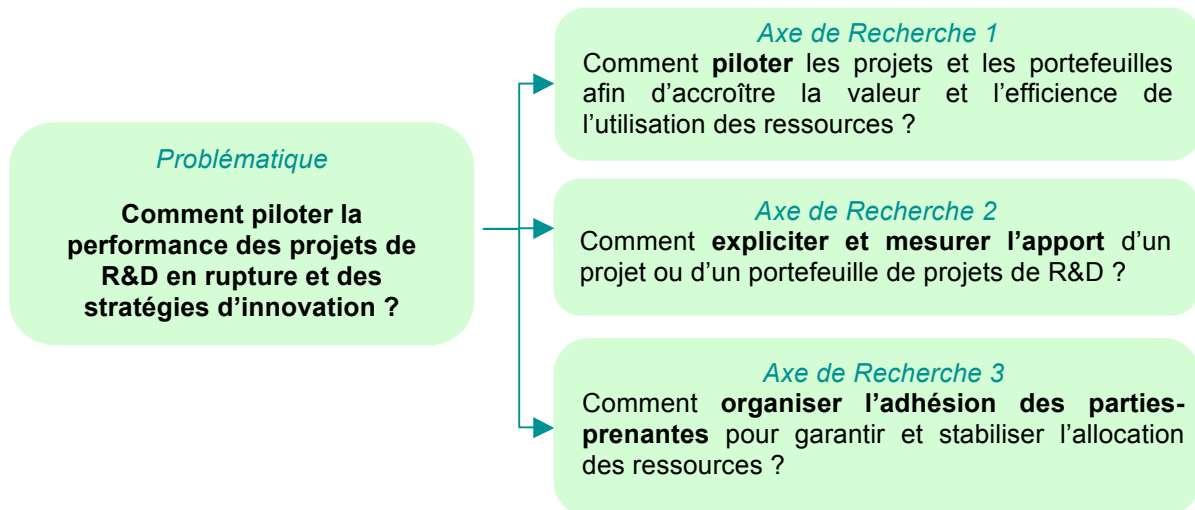 Problématique
Comment piloter la
performance des projets de
R&D en rupture et des
stratégies d’innovation ?
Axe de Recherche 1
Comment piloter les projets et les portefeuilles
afin d’accroître la valeur et l’efficience de
l’utilisation des ressources ?
Axe de Recherche 2
Comment expliciter et mesurer l’apport d’un
projet ou d’un portefeuille de projets de R&D ?
Axe de Recherche 3
Comment organiser l’adhésion des parties-
prenantes pour garantir et stabiliser l’allocation
des ressources ?